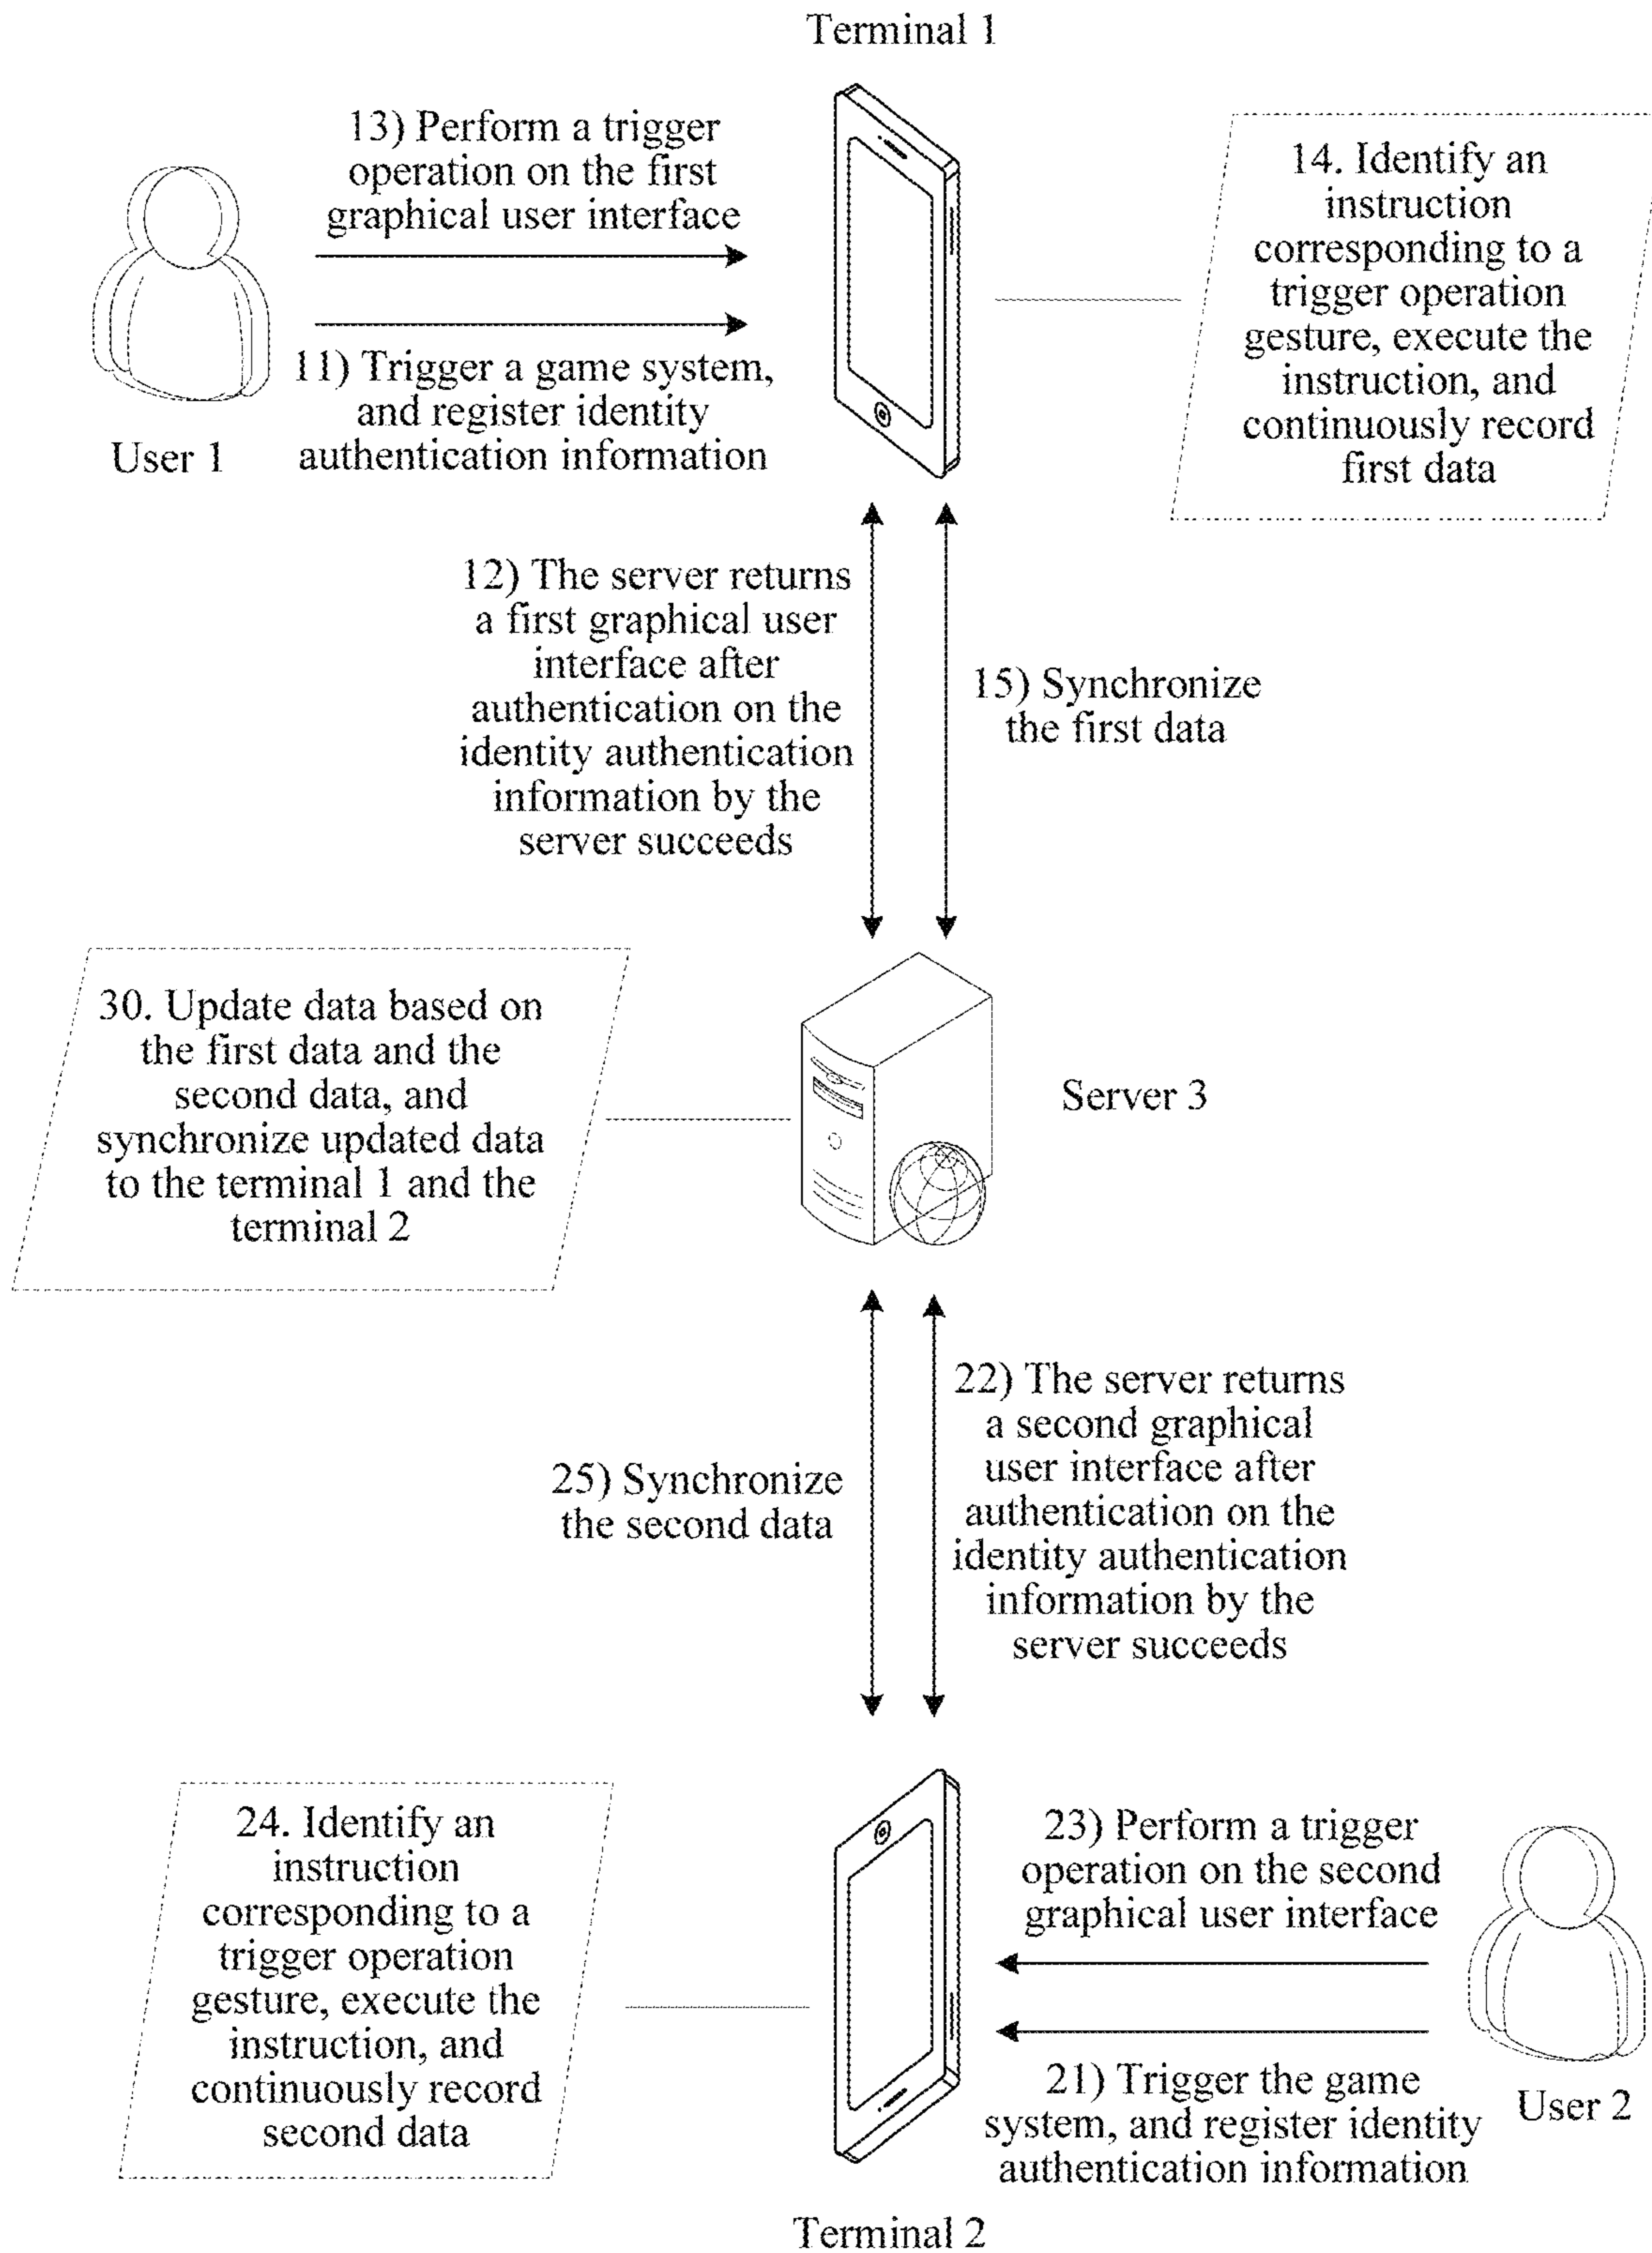 Terminal 1
13) Perform a trigger
operation on the first
graphical user interface
11) Trigger a game system,
and register identity
authentication information
User 1
14. Identify an
instruction
corresponding to a
trigger operation
gesture, execute the
instruction, and
continuously record
first data
12) The server returns
a first graphical user
interface after
authentication on the
identity authentication
information by the
server succeeds
15) Synchronize
the first data
30. Update data based on
the first data and the
second data, and
synchronize updated data
to the terminal 1 and the
terminal 2
Server 3
25) Synchronize
the second data
22) The server returns
a second graphical
user interface after
authentication on the
identity authentication
information by the
server succeeds
24. Identify an
instruction
corresponding to a
trigger operation
gesture, execute the
instruction, and
continuously record
second data
23) Perform a trigger
operation on the second
graphical user interface
21) Trigger the game
system, and register identity
authentication information
User 2
Terminal 2